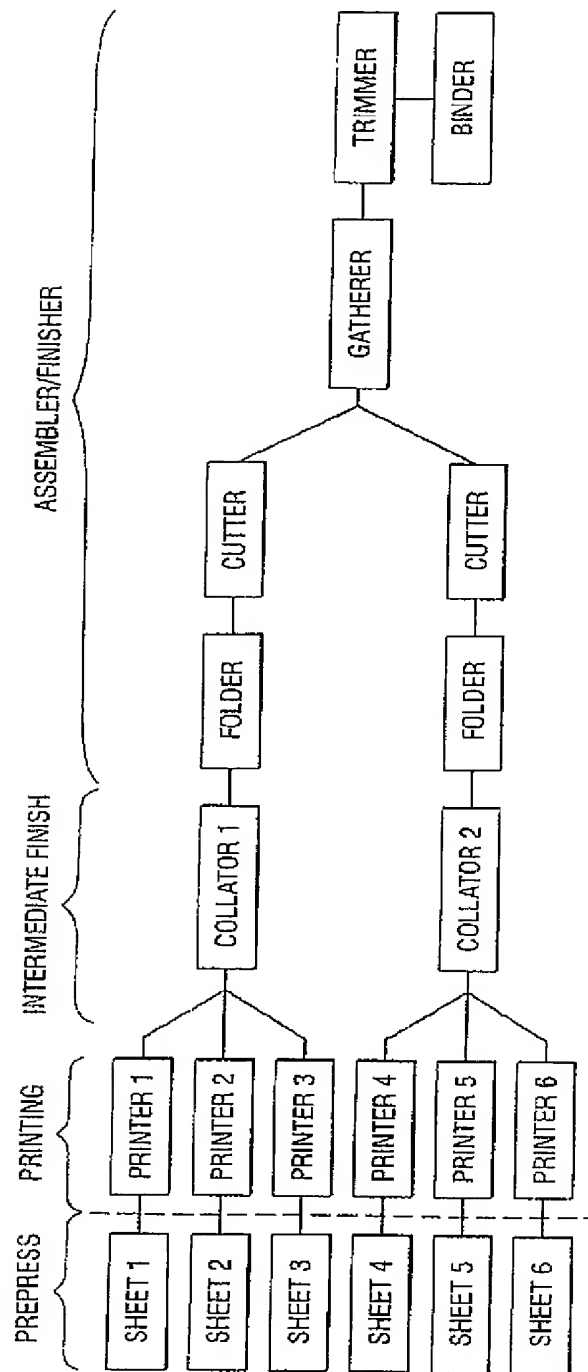 PREPRESS
PRINTING
INTERMEDIATE FINISH
ASSEMBLER/FINISHER
SHEET 1
PRINTER 1
SHEET 2
PRINTER 2
SHEET 3
PRINTER 3
COLLATOR 1
FOLDER
CUTTER
SHEET 4
PRINTER 4
SHEET 5
PRINTER 5
SHEET 6
PRINTER 6
COLLATOR 2
FOLDER
CUTTER
GATHERER
TRIMMER
BINDER